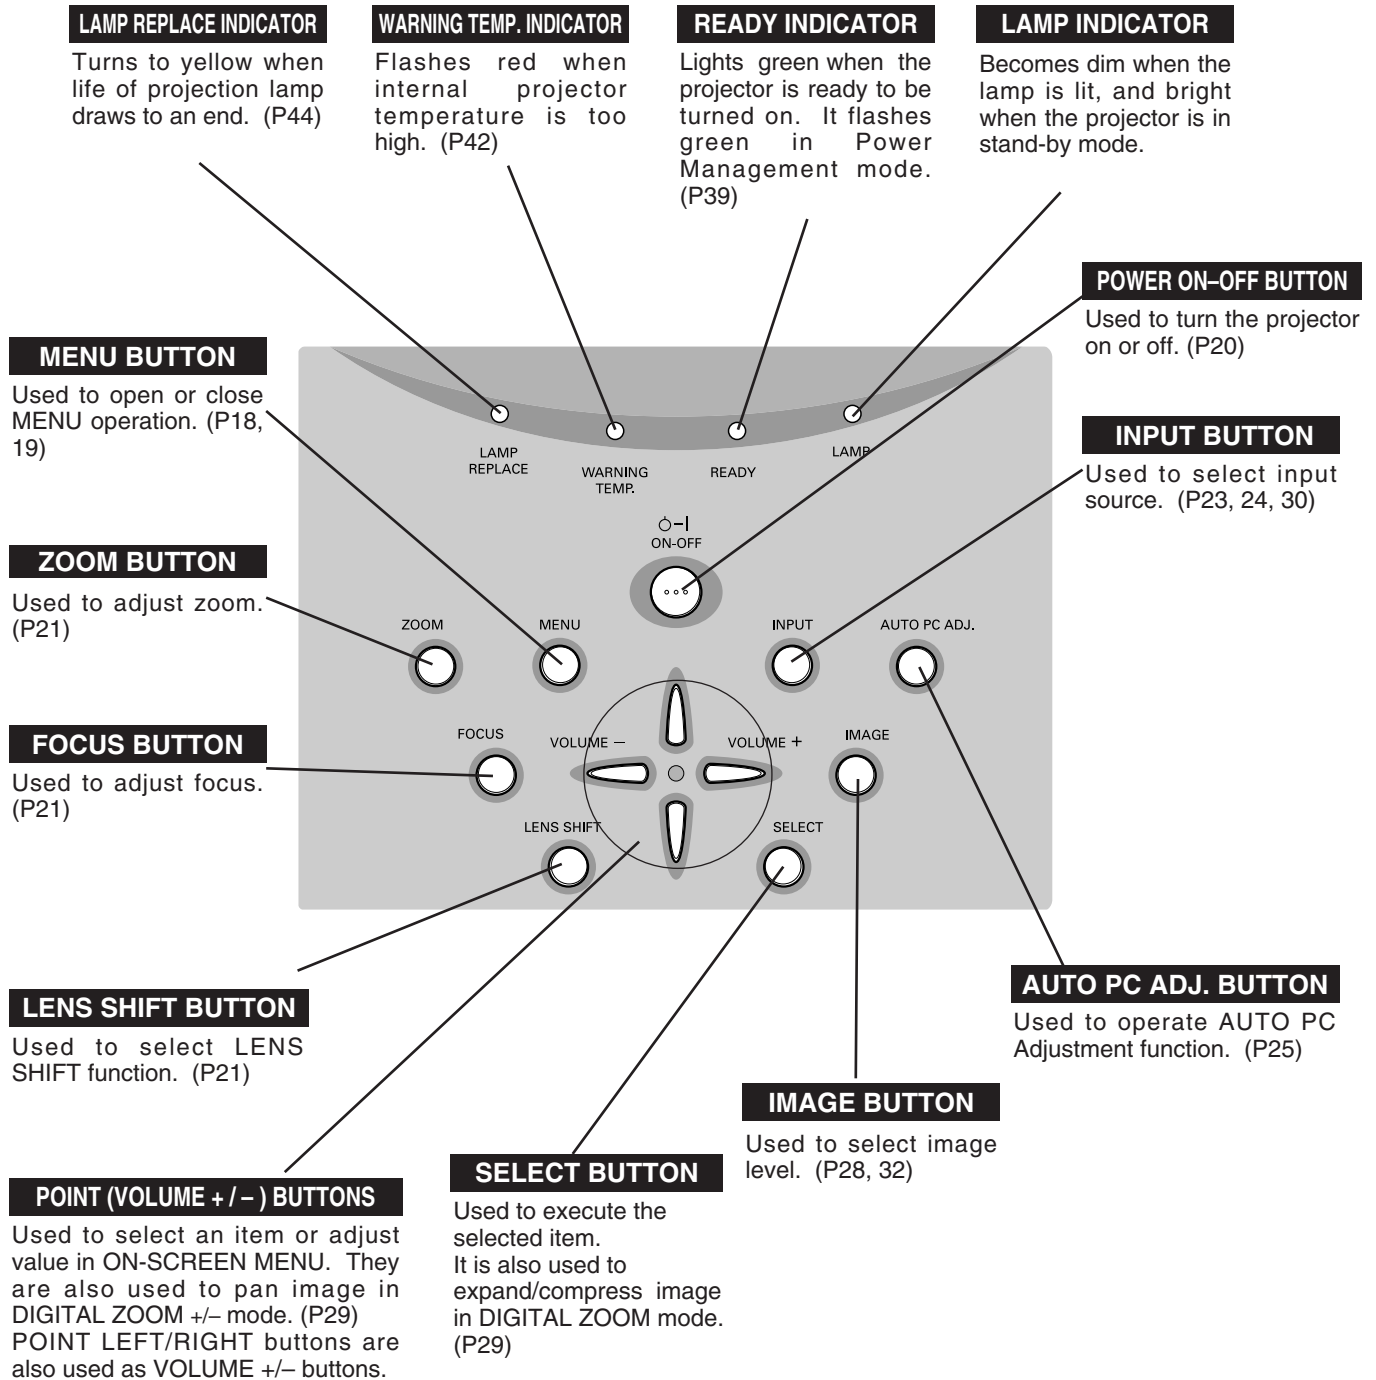 LAMP REPLACE INDICATOR
Turns to yellow when
life of projection lamp
draws to an end. (P44)
WARNING TEMP. INDICATOR
Flashes red when
internal projector
temperature is too
high. (P42)
READY INDICATOR
Lights green when the
projector is ready to be
turned on. It flashes
green in Power
Management mode.
(P39)
LAMP INDICATOR
Becomes dim when the
lamp is lit, and bright
when the projector is in
stand-by mode.
POWER ON–OFF BUTTON
Used to turn the projector
on or off. (P20)
MENU BUTTON
Used to open or close
MENU operation. (P18,
19)
INPUT BUTTON
Used to select input
source. (P23, 24, 30)
ZOOM BUTTON
Used to adjust zoom.
(P21)
FOCUS BUTTON
Used to adjust focus.
(P21)
LAMP
REPLACE
WARNING
TEMP.
READY
LAMP
ON-OFF
ZOOM
MENU
INPUT
AUTO PC ADJ.
FOCUS
VOLUME –
VOLUME +
IMAGE
LENS SHIFT
SELECT
LENS SHIFT BUTTON
Used to select LENS
SHIFT function. (P21)
AUTO PC ADJ. BUTTON
Used to operate AUTO PC
Adjustment function. (P25)
IMAGE BUTTON
Used to select image
level. (P28, 32)
SELECT BUTTON
Used to execute the
selected item.
It is also used to
expand/compress image
in DIGITAL ZOOM mode.
(P29)
POINT (VOLUME + / – ) BUTTONS
Used to select an item or adjust
value in ON-SCREEN MENU. They
are also used to pan image in
DIGITAL ZOOM +/– mode. (P29)
POINT LEFT/RIGHT buttons are
also used as VOLUME +/– buttons.